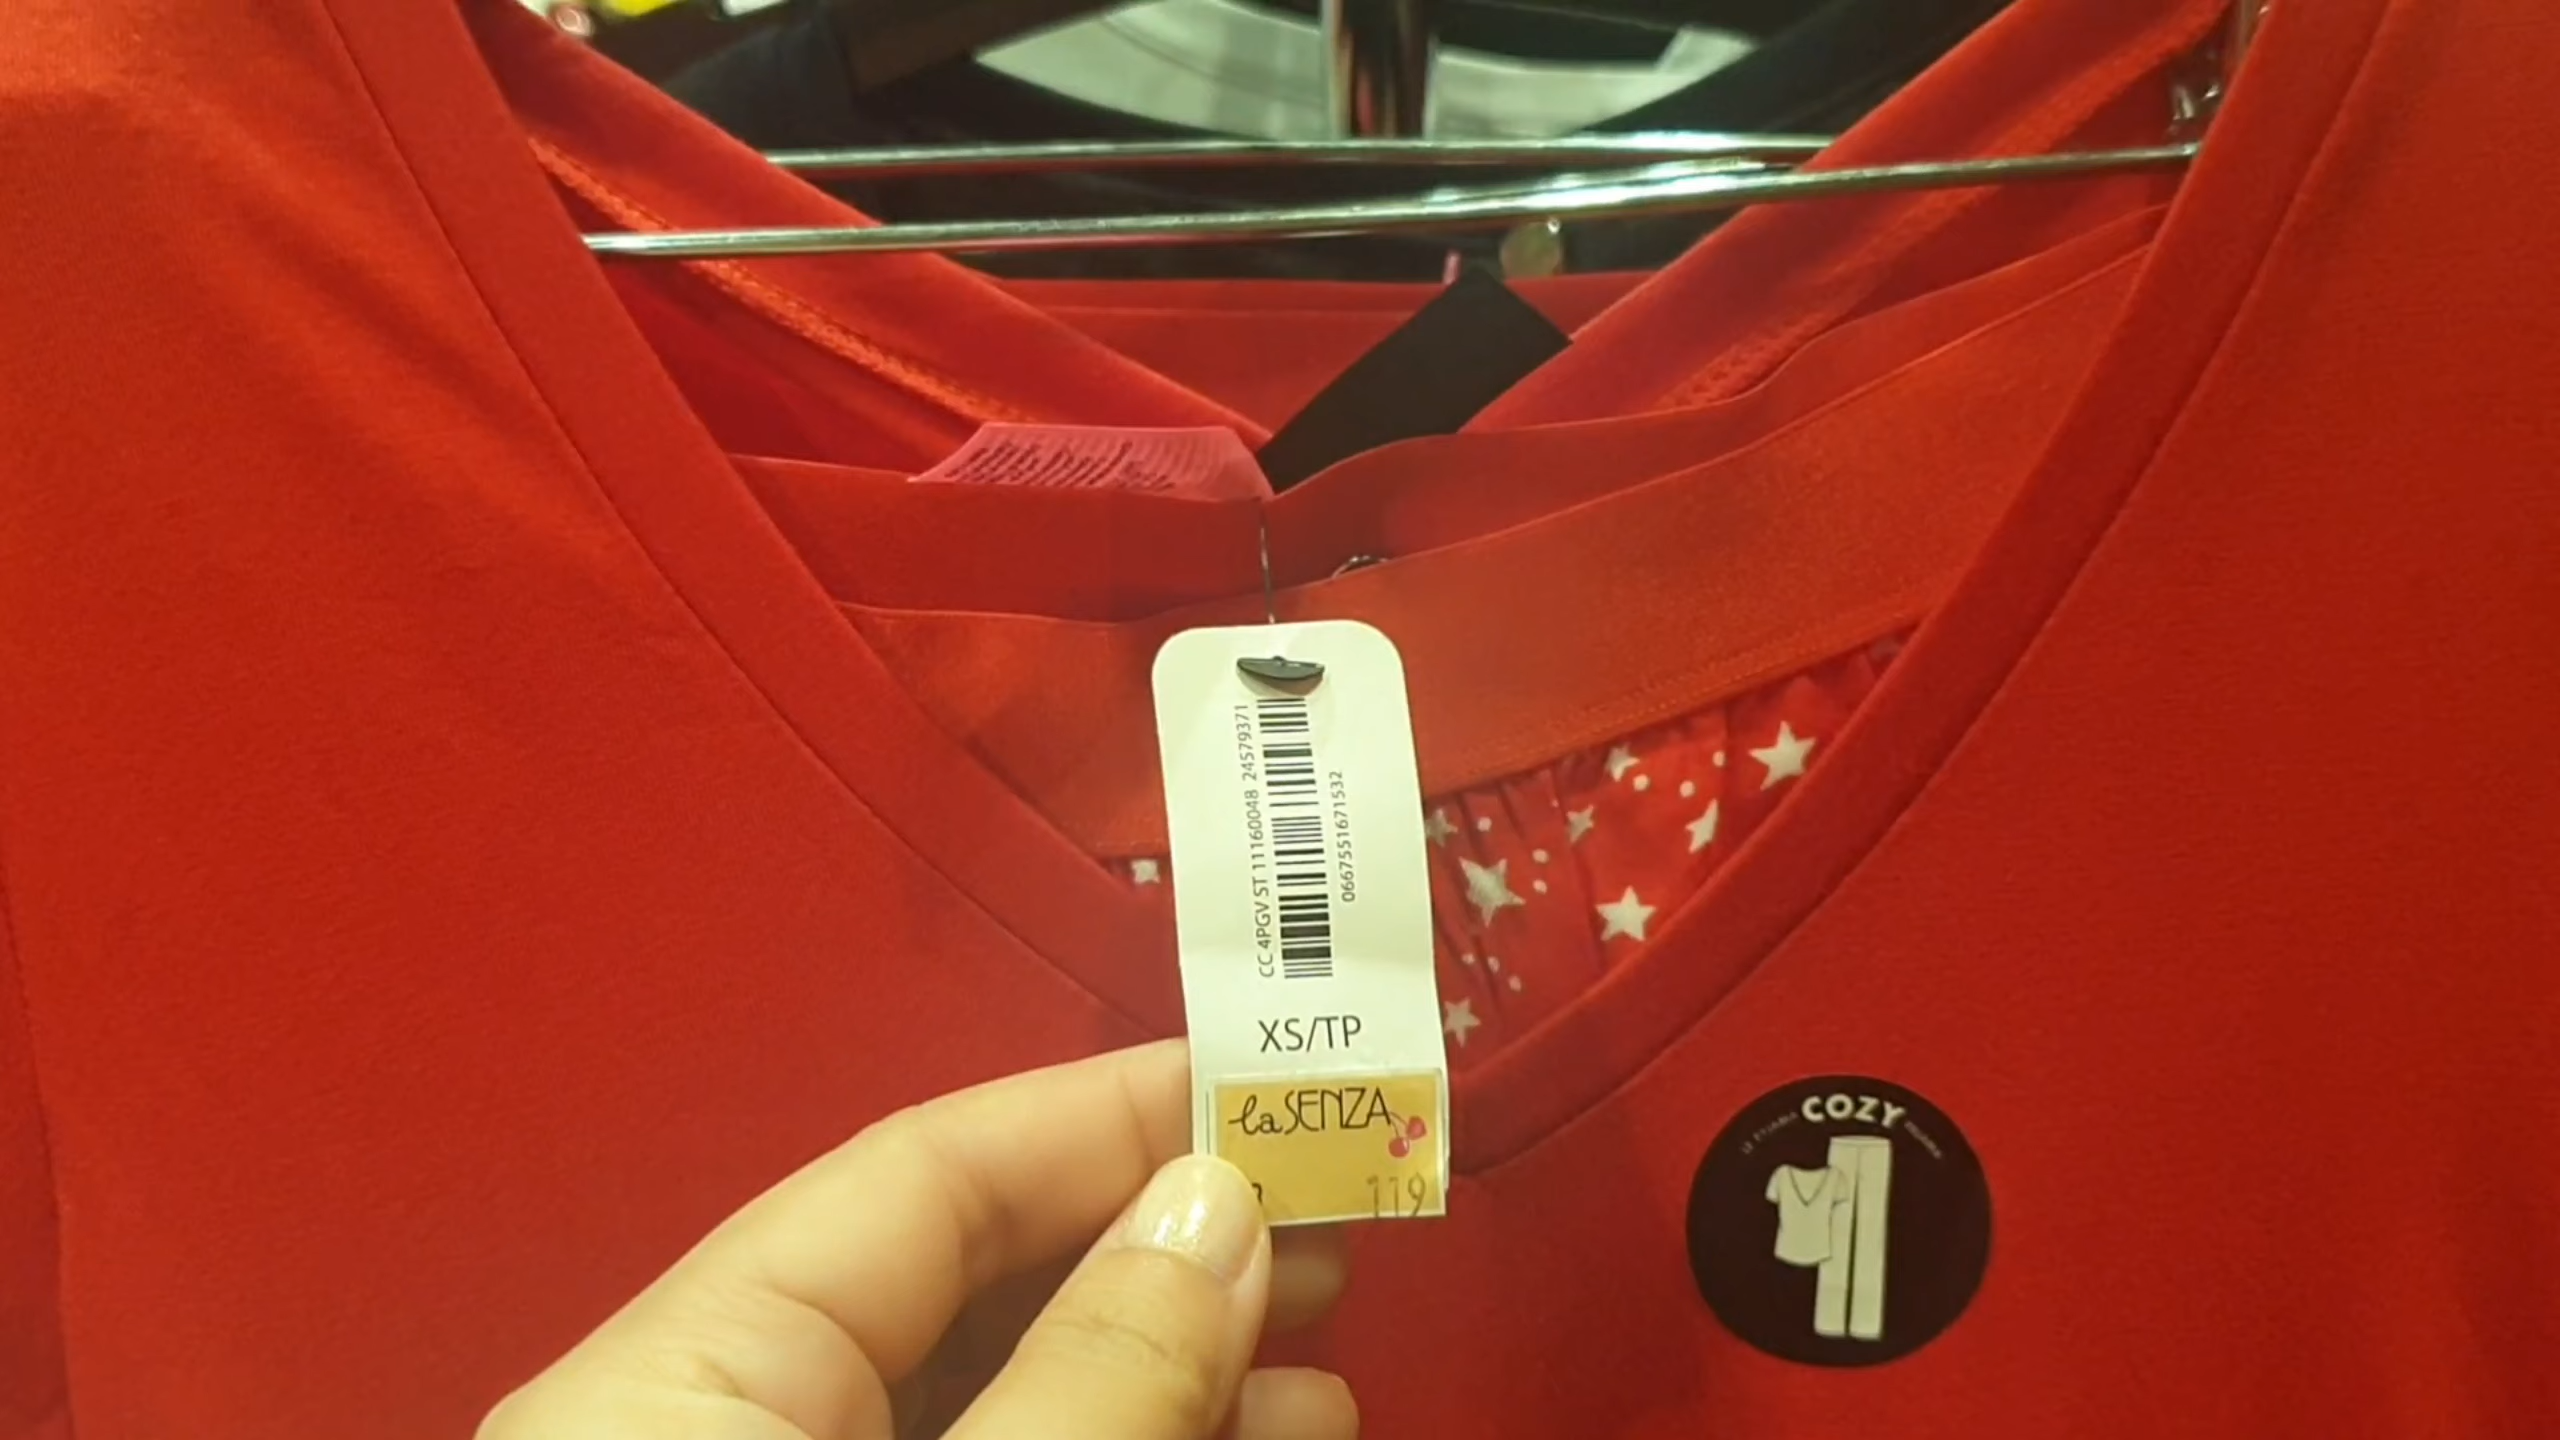 CC 4PGV ST 11160048 24579371
0667551671532
XS/TP
la SENZA
119
COZY